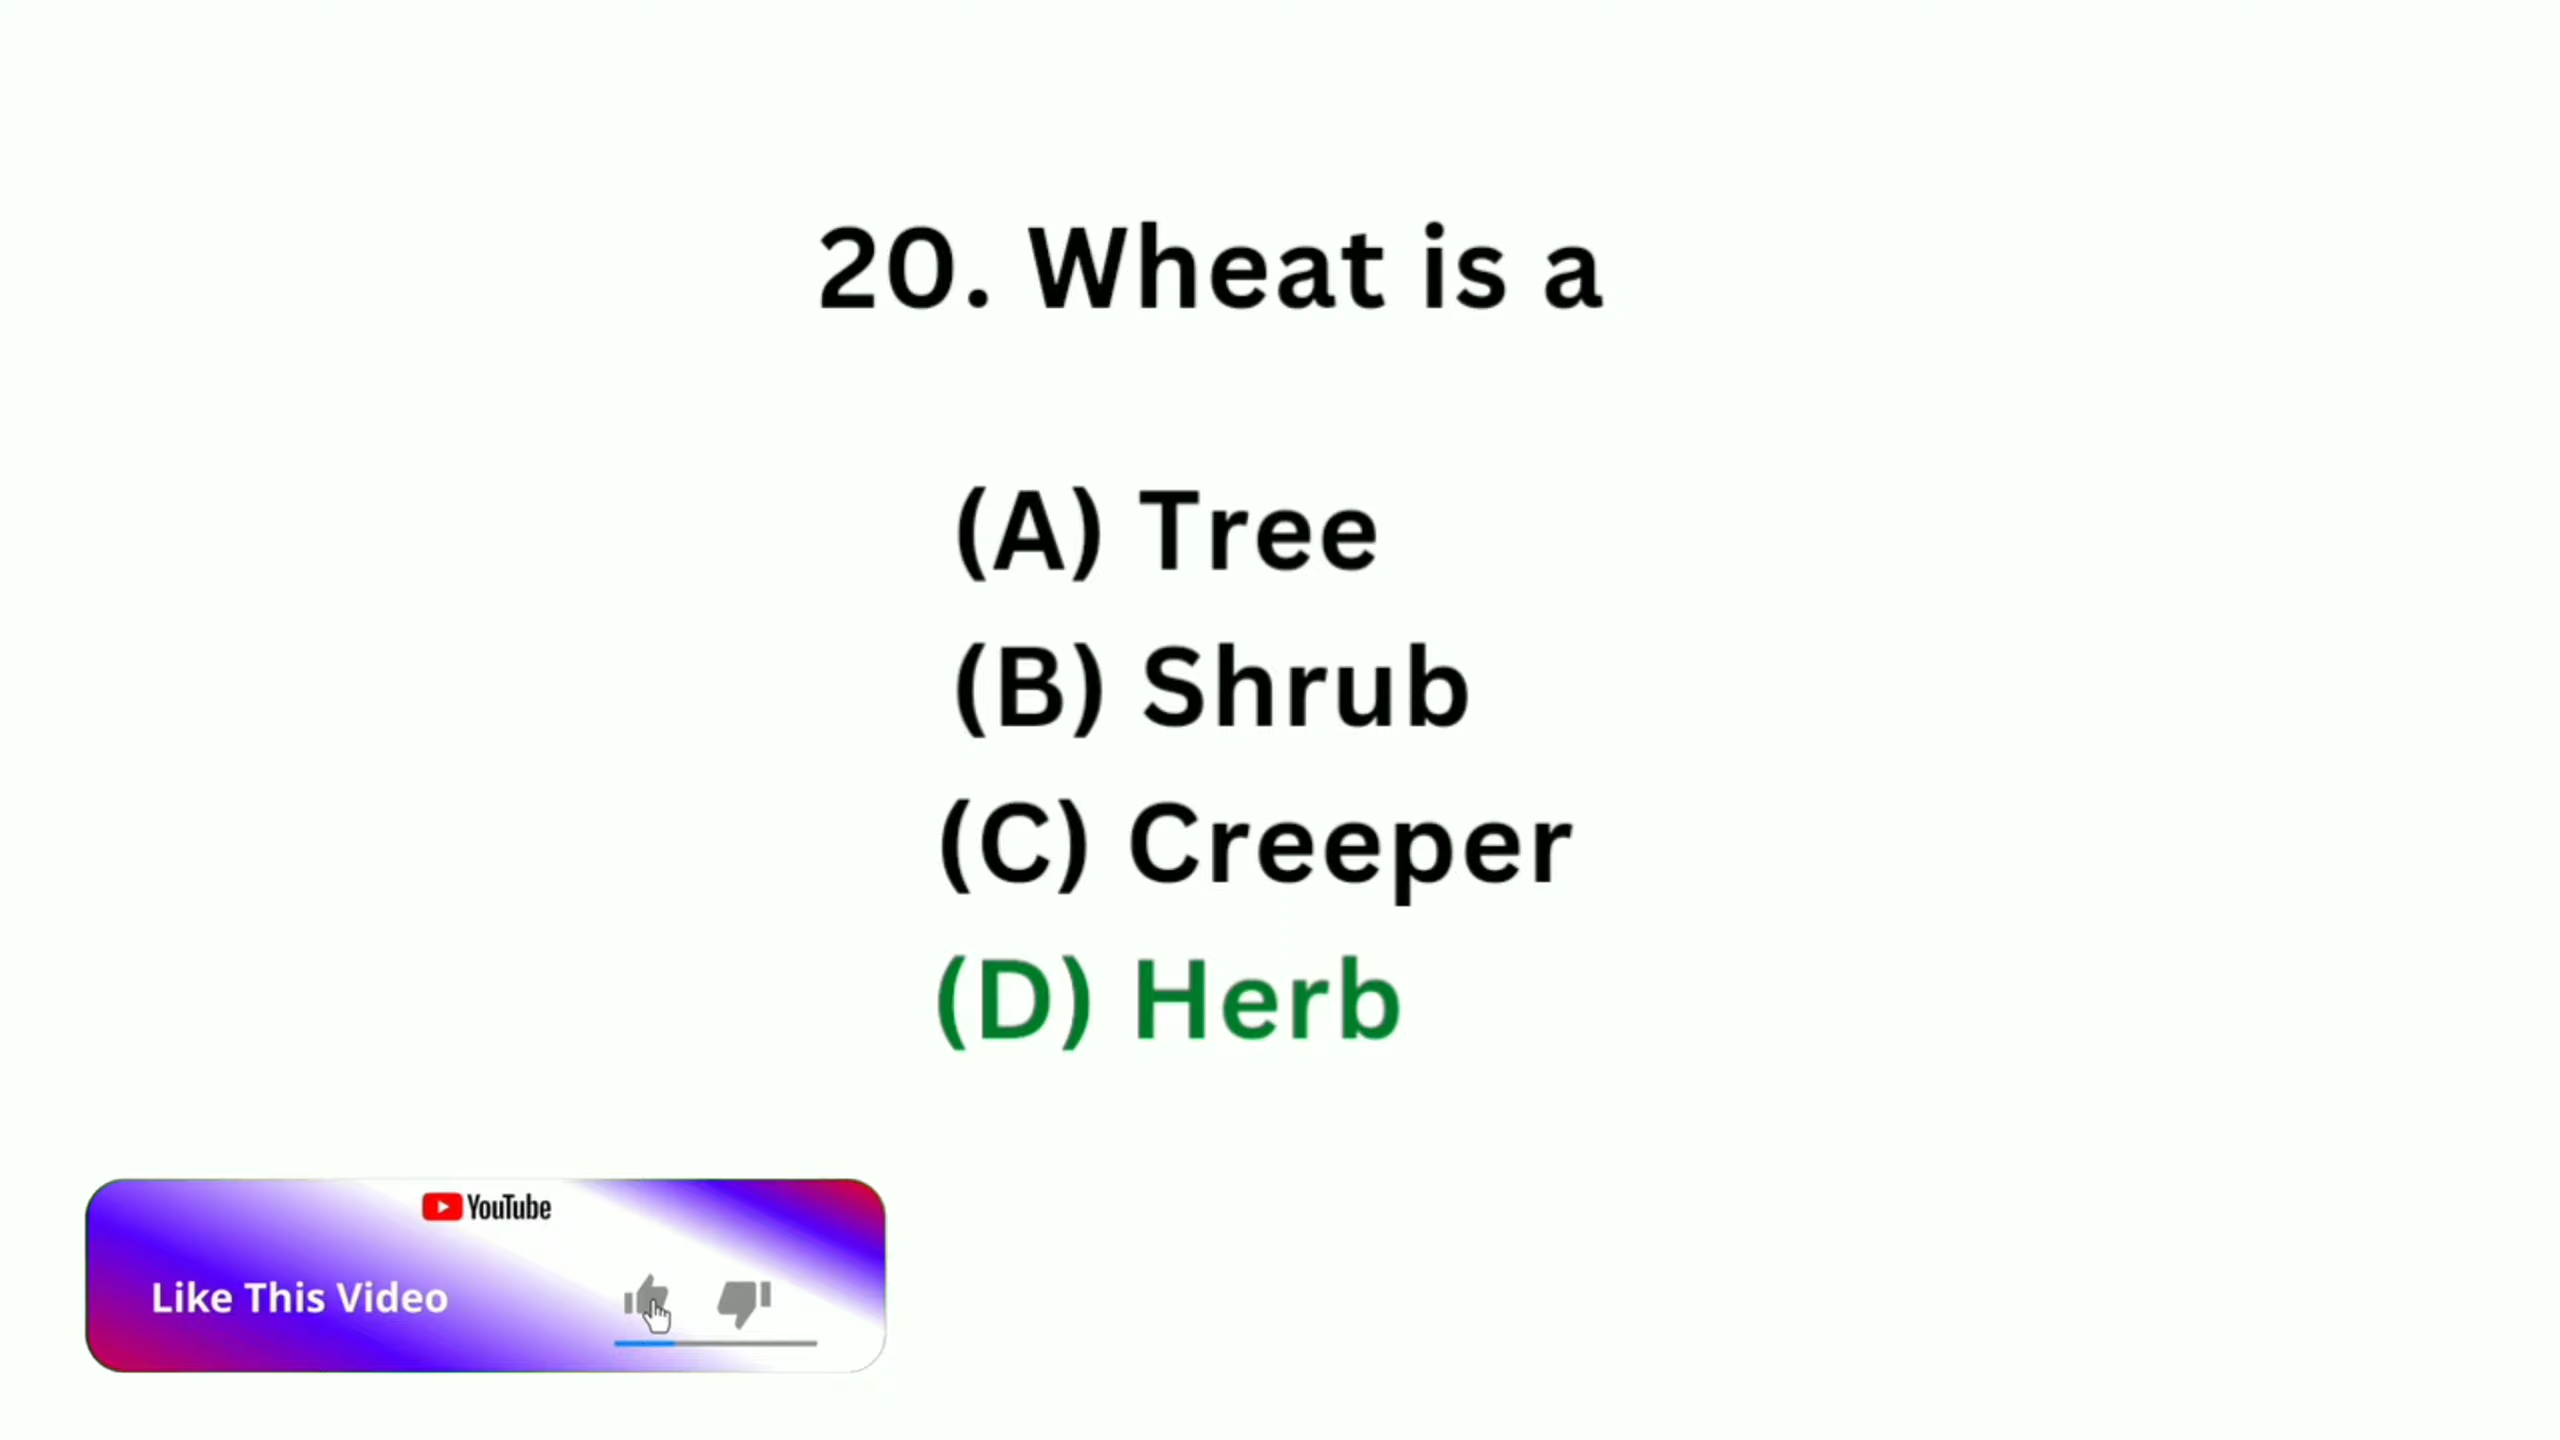 20. Wheat is a
(A) Tree
(B) Shrub
(C) Creeper
(D) Herb
YouTube
Like This Video